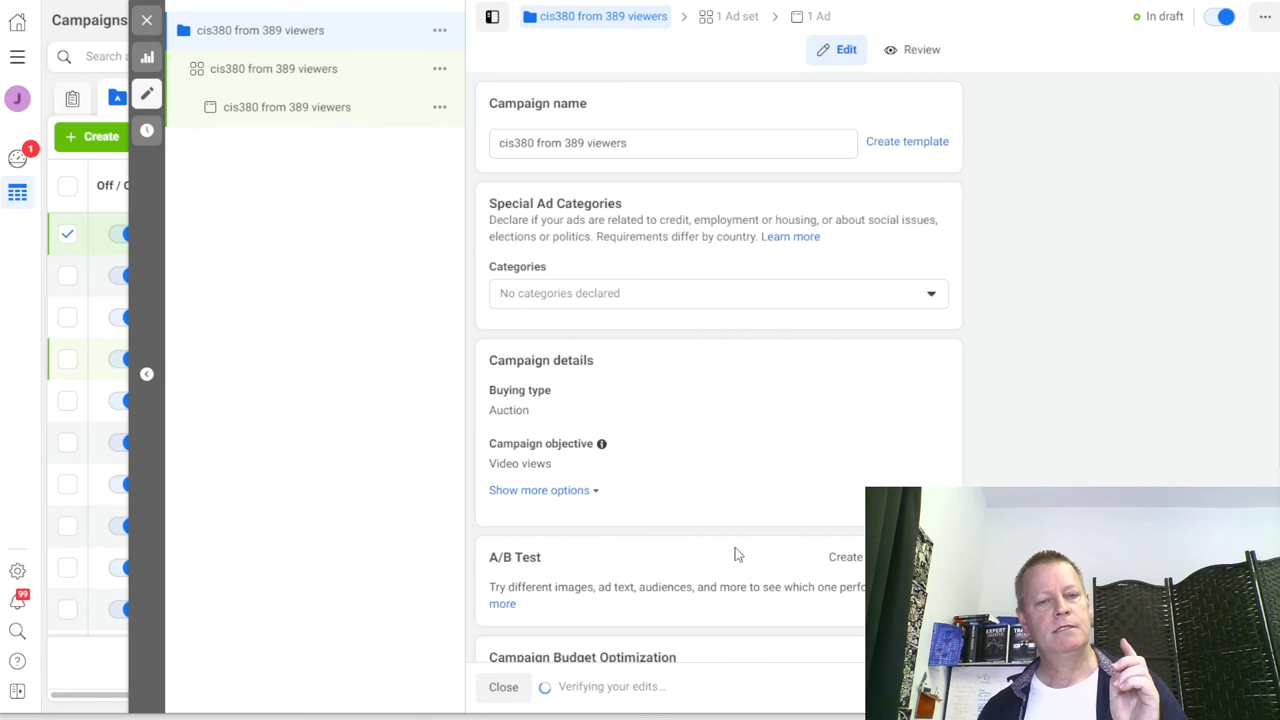 Campaigns
cis380 from 389 viewers
cis380 from 389 viewers
1 Ad set
1 Ad
In draft
Edit
Review
Search a
J
cis380 from 389 viewers
cis380 from 389 viewers
Campaign name
cis380 from 389 viewers
Create template
+ Create
1
Off / O
Special Ad Categories
Declare if your ads are related to credit, employment or housing, or about social issues,
elections or politics. Requirements differ by country. Learn more
Categories
No categories declared
Campaign details
Buying type
Auction
Campaign objective
Video views
Show more options
A/B Test
Create
Try different images, ad text, audiences, and more to see which one perfo
more
99
Campaign Budget Optimization
Close
Verifying your edits...
EXPERT